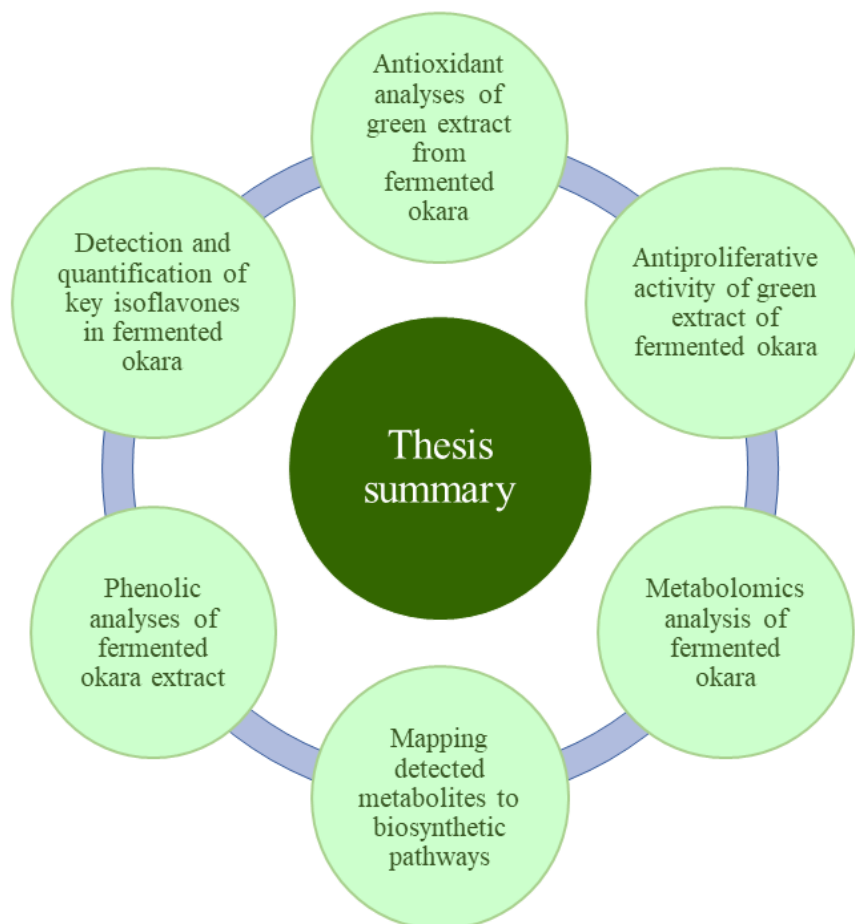 Antioxidant
analyses of
green extract
from
fermented
okara
Antiproliferative
activity of green
extract of
fermented okara
Metabolomics
analysis of
fermented
okara
Mapping
detected
metabolites to
biosynthetic
pathways
Phenolic
analyses of
fermented
okara extract
Detection and
quantification of
key isoflavones
in fermented
okara
Thesis
summary